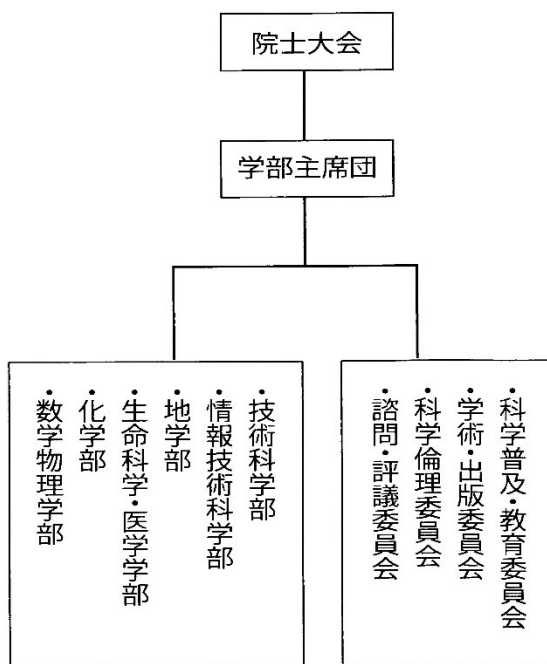 院士大会
学部主席団
・数学物理学部
・化学部
・生命科学・医学学部
・地学部
・情報技術科学部
・技術科学部
・諮問・評議委員会
・科学倫理委員会
・学術・出版委員会
・科学普及・教育委員会